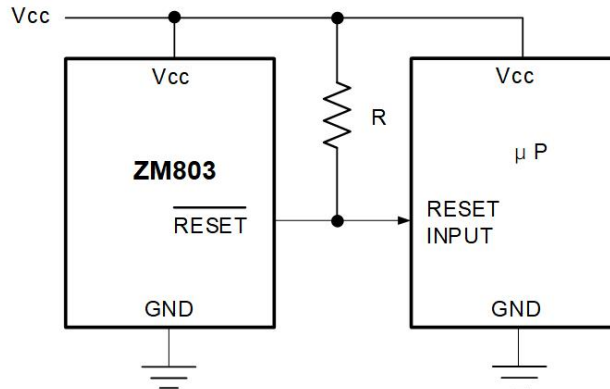 Vcc
Vcc
ZM803
RESET
GND
R
Vcc
μ P
RESET
INPUT
GND